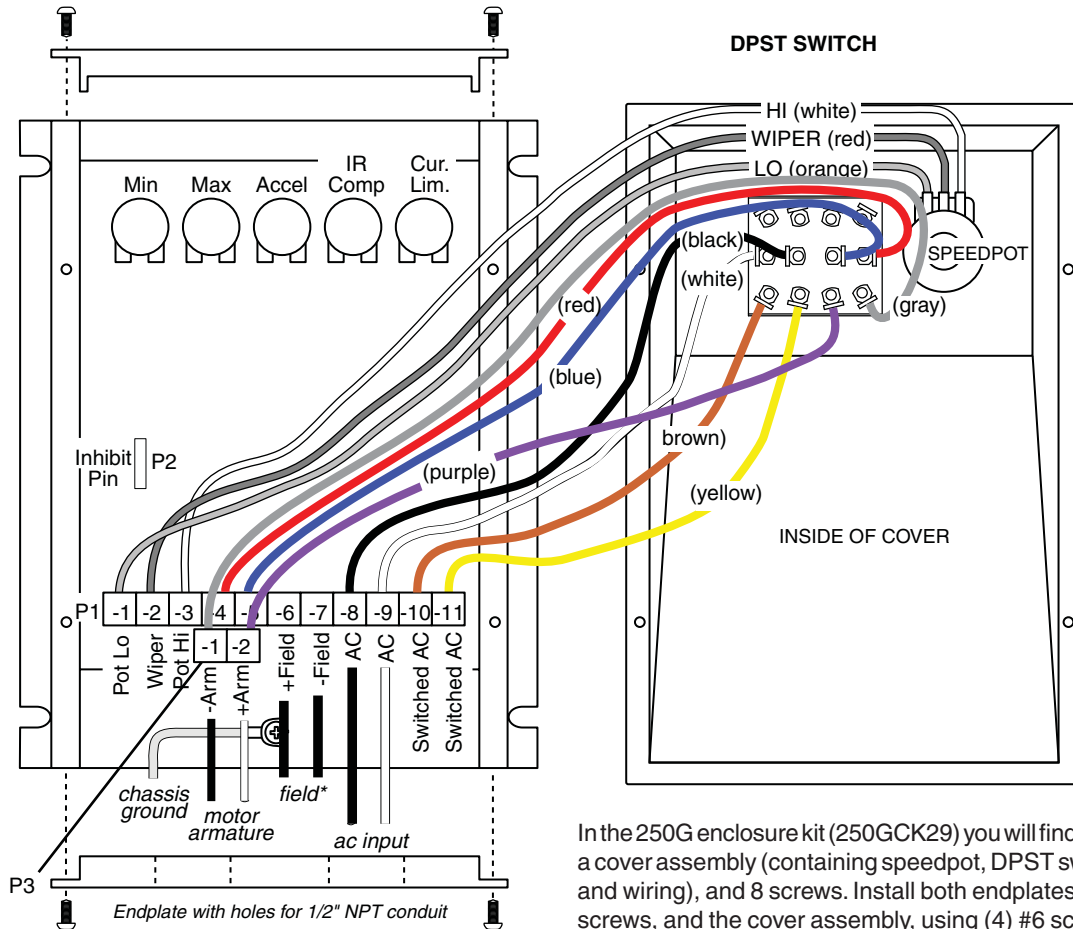 DPST SWITCH
HI (white)
WIPER (red)
LO (orange)
Min
Max
Accel
IR
Comp
Cur.
Lim.
(black)
(white)
SPEEDPOT
(gray)
(red)
(blue)
brown)
(purple)
(yellow)
Inhibit
Pin
P2
INSIDE OF COVER
P1
-1
-2
-3
-4
-5
-6
-7
-8
-9
-10
-11
-1
-2
Pot Lo
Wiper
Pot Hi
-Arm
+Arm
+Field
-Field
AC
AC
Switched AC
Switched AC
chassis
ground
motor
armature
field*
ac input
P3
Endplate with holes for 1/2" NPT conduit
In the 250G enclosure kit (250GCK29) you will find
a cover assembly (containing speedpot, DPST sw
and wiring), and 8 screws. Install both endplates
screws, and the cover assembly, using (4) #6 sc